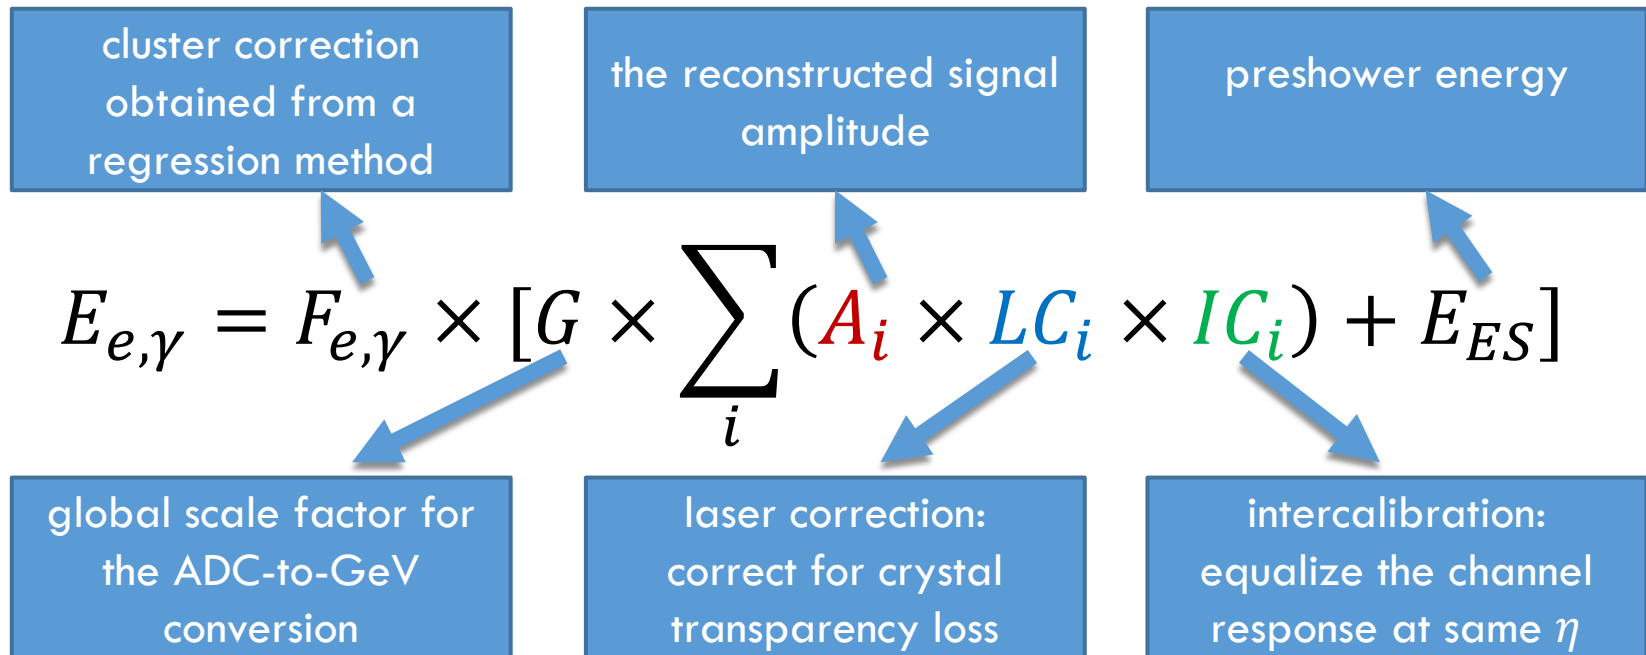 cluster correction
obtained from a
regression method
the reconstructed signal
amplitude
preshower energy
E_{e,γ} = F_{e,γ} × [G × ∑_i (A_i × LC_i × IC_i) + E_{ES}]
global scale factor for
the ADC-to-GeV
conversion
laser correction:
correct for crystal
transparency loss
intercalibration:
equalize the channel
response at same η